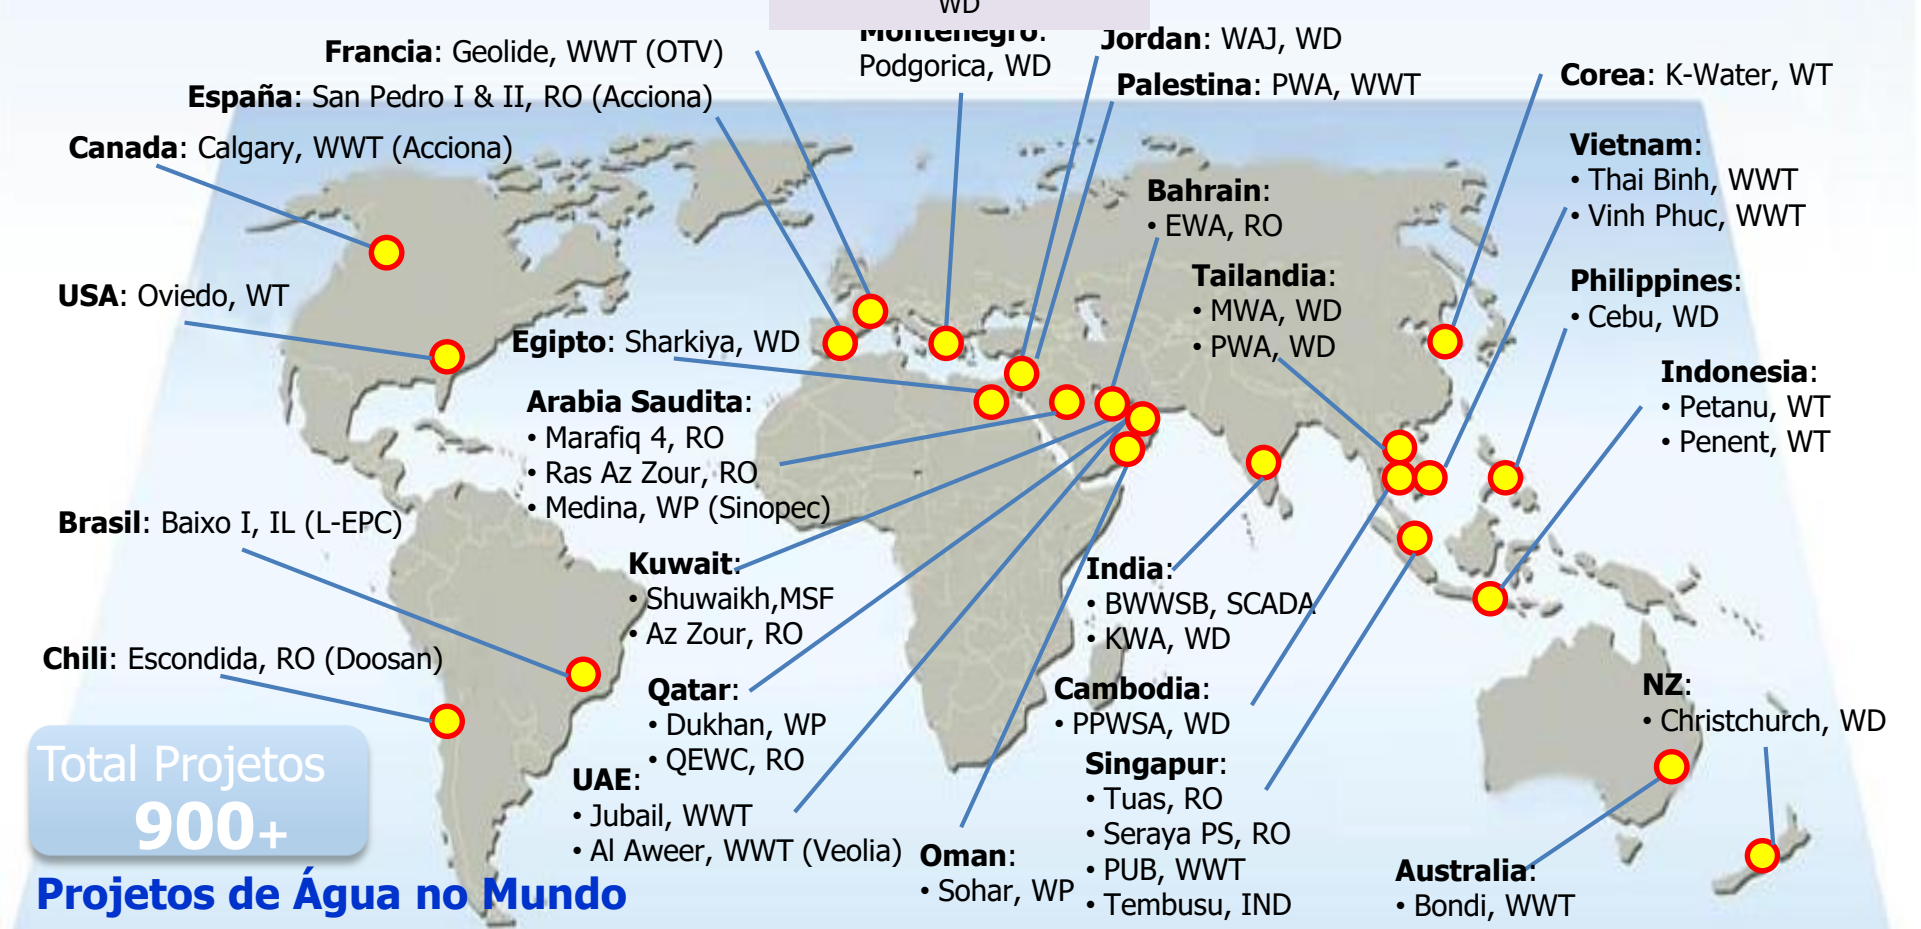 WD
Francia: Geolide, WWT (OTV)
Montenegro:
Podgorica, WD
Jordan: WAJ, WD
Palestina: PWA, WWT
Corea: K-Water, WT
España: San Pedro I & II, RO (Acciona)
Canada: Calgary, WWT (Acciona)
Vietnam:
• Thai Binh, WWT
• Vinh Phuc, WWT
Bahrain:
• EWA, RO
Tailandia:
• MWA, WD
• PWA, WD
Philippines:
• Cebu, WD
USA: Oviedo, WT
Egipto: Sharkiya, WD
Indonesia:
• Petanu, WT
• Penent, WT
Arabia Saudita:
• Marafiq 4, RO
• Ras Az Zour, RO
• Medina, WP (Sinopec)
Brasil: Baixo I, IL (L-EPC)
Kuwait:
• Shuwaikh,MSF
• Az Zour, RO
India:
• BWWSB, SCADA
• KWA, WD
Chili: Escondida, RO (Doosan)
Qatar:
• Dukhan, WP
• QEWC, RO
Cambodia:
• PPWSA, WD
NZ:
• Christchurch, WD
UAE:
• Jubail, WWT
• Al Aweer, WWT (Veolia)
Oman:
• Sohar, WP
Singapur:
• Tuas, RO
• Seraya PS, RO
• PUB, WWT
• Tembusu, IND
Australia:
• Bondi, WWT
Total Projetos
900+
Projetos de Água no Mundo